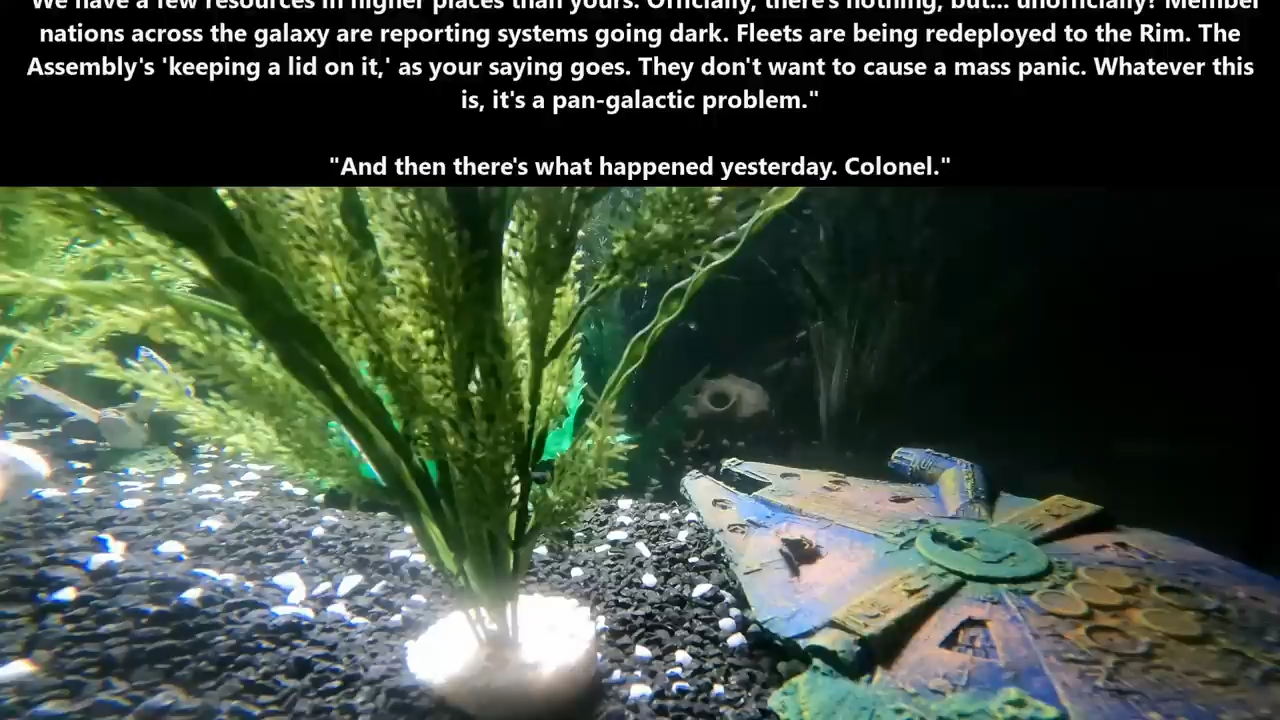 We have a few resources in higher places than yours. Officially, there's nothing, but... unofficially? Member
nations across the galaxy are reporting systems going dark. Fleets are being redeployed to the Rim. The
Assembly's 'keeping a lid on it,' as your saying goes. They don't want to cause a mass panic. Whatever this
is, it's a pan-galactic problem."
"And then there's what happened yesterday. Colonel."